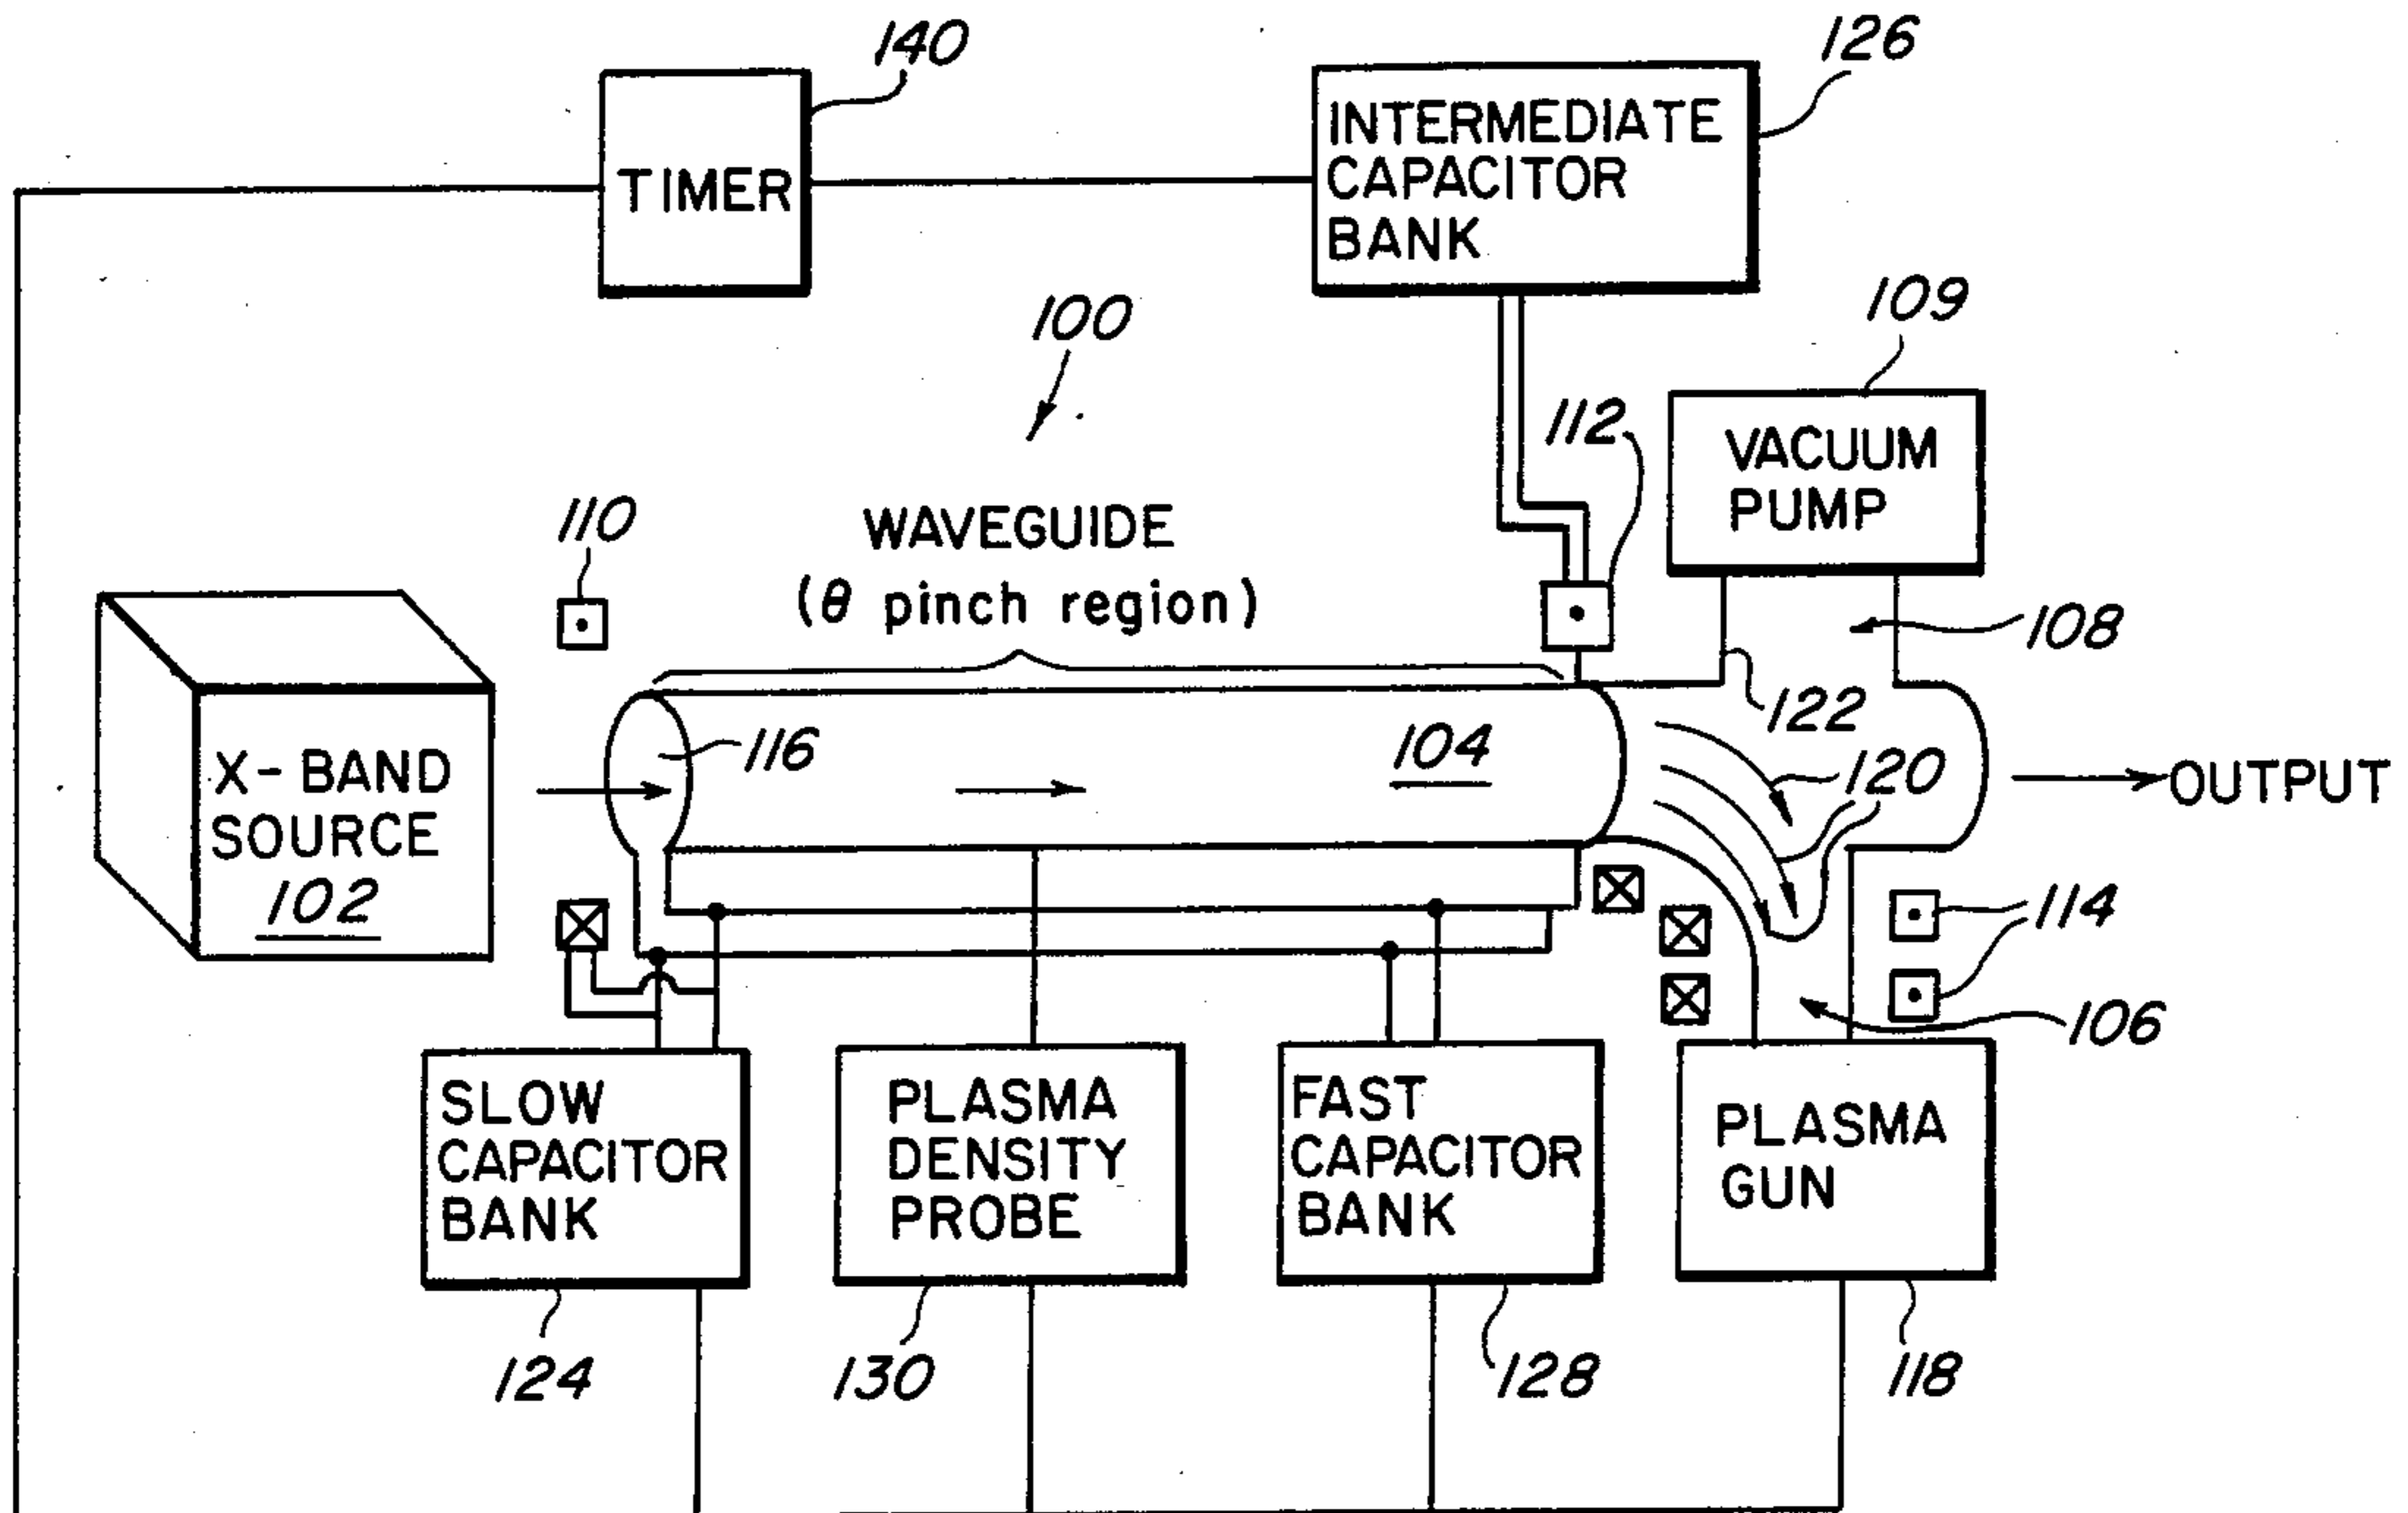 140
126
TIMER
INTERMEDIATE
CAPACITOR
BANK
100
109
112
VACUUM
PUMP
110
WAVEGUIDE
(θ pinch region)
108
122
116
104
120
X-BAND
SOURCE
102
OUTPUT
114
106
SLOW
CAPACITOR
BANK
PLASMA
DENSITY
PROBE
FAST
CAPACITOR
BANK
PLASMA
GUN
124
130
128
118